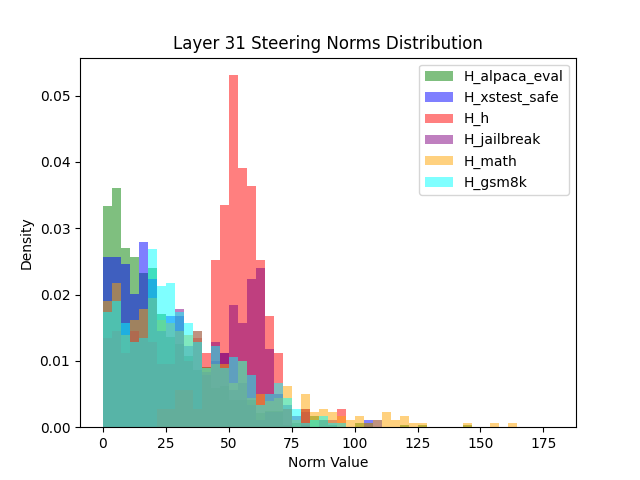 Layer 31 Steering Norms Distribution
H_alpaca_eval
H_xstest_safe
H_h
H_jailbreak
H_math
H_gsm8k
Density
0.05
0.04
0.03
0.02
0.01
0.00
0 25 50 75 100 125 150 175
Norm Value